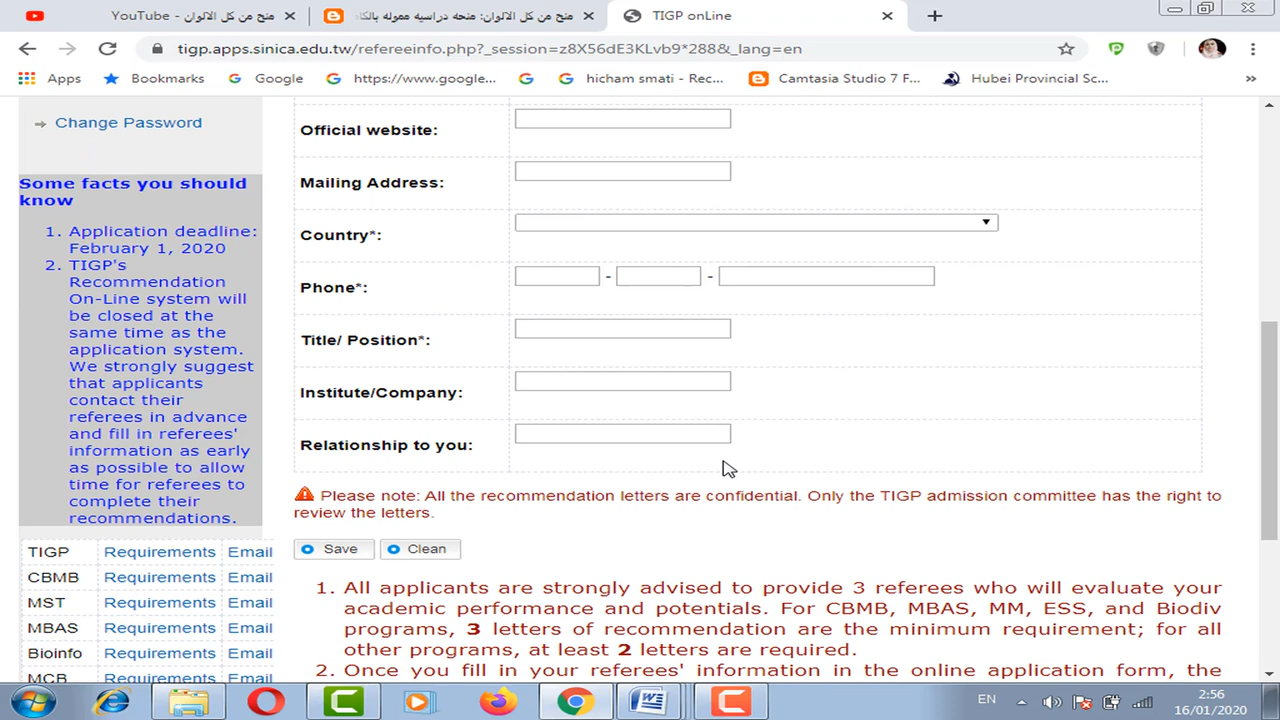 YouTube - منح من كل الالوان
منح من كل الالوان: منحه دراسيه مموله بالكا
TIGP onLine
tigp.apps.sinica.edu.tw/refereeinfo.php?_session=z8X56dE3KLvb9*288&_lang=en
Apps
Bookmarks
Google
https://www.google...
hicham smati - Rec...
Camtasia Studio 7 F...
Hubei Provincial Sc...
»
Change Password
Some facts you should
know
1. Application deadline:
February 1, 2020
2. TIGP's
Recommendation
On-Line system will
be closed at the
same time as the
application system.
We strongly suggest
that applicants
contact their
referees in advance
and fill in referees'
information as early
as possible to allow
time for referees to
complete their
recommendations.
TIGP Requirements Email
CBMB Requirements Email
MST Requirements Email
MBAS Requirements Email
Bioinfo Requirements Email
MCB Requirements Email
Official website:
Mailing Address:
Country*:
Phone*: - -
Title/ Position*:
Institute/Company:
Relationship to you:
Please note: All the recommendation letters are confidential. Only the TIGP admission committee has the right to
review the letters.
Save Clean
1. All applicants are strongly advised to provide 3 referees who will evaluate your
academic performance and potentials. For CBMB, MBAS, MM, ESS, and Biodiv
programs, 3 letters of recommendation are the minimum requirement; for all
other programs, at least 2 letters are required.
2. Once you fill in your referees' information in the online application form, the
EN
2:56
16/01/2020